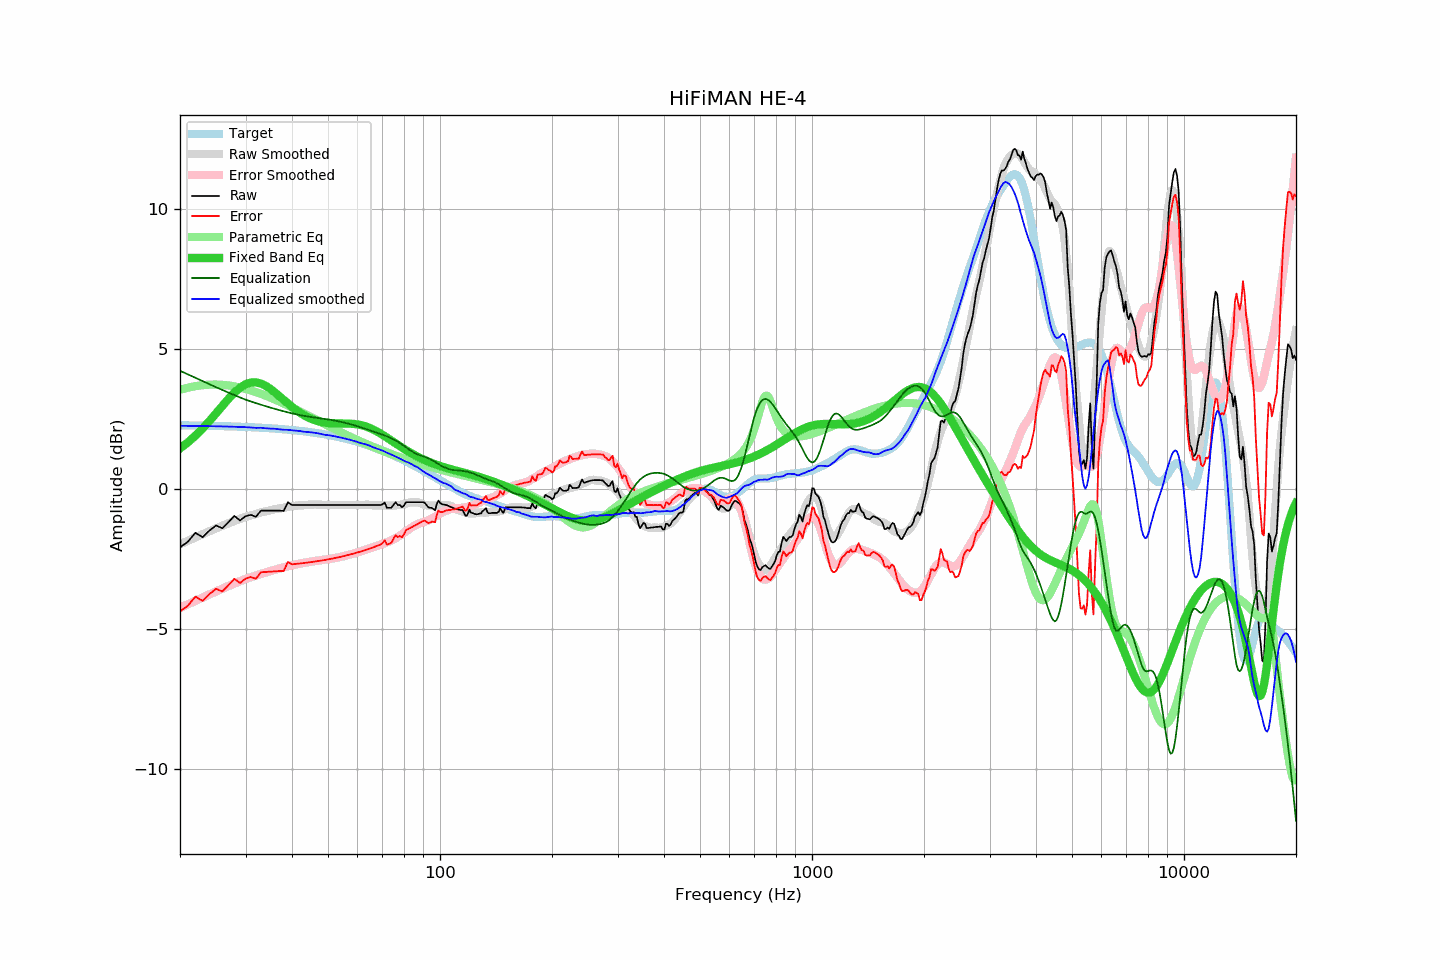 HiFiMAN HE-4
Target
Raw Smoothed
Error Smoothed
Raw
Error
Parametric Eq
Fixed Band Eq
Equalization
Equalized smoothed
Amplitude (dBr)
10
5
0
−5
−10
100
1000
10000
Frequency (Hz)